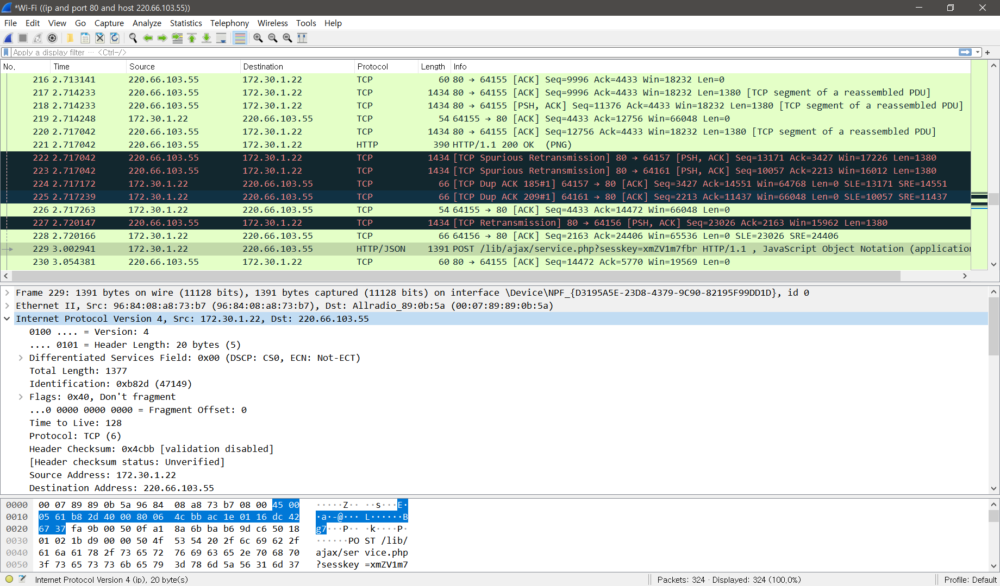 *Wi-Fi ((ip and port 80 and host 220.66.103.55))
File Edit View Go Capture Analyze Statistics Telephony Wireless Tools Help
Apply a display filter ... <Ctrl-/>
No. Time Source Destination Protocol Length Info
216 2.713141 220.66.103.55 172.30.1.22 TCP 60 80 → 64155 [ACK] Seq=9996 Ack=4433 Win=18232 Len=0
217 2.714233 220.66.103.55 172.30.1.22 TCP 1434 80 → 64155 [ACK] Seq=9996 Ack=4433 Win=18232 Len=1380 [TCP segment of a reassembled PDU]
218 2.714233 220.66.103.55 172.30.1.22 TCP 1434 80 → 64155 [PSH, ACK] Seq=11376 Ack=4433 Win=18232 Len=1380 [TCP segment of a reassembled PDU]
219 2.714248 172.30.1.22 220.66.103.55 TCP 54 64155 → 80 [ACK] Seq=4433 Ack=12756 Win=66048 Len=0
220 2.717042 220.66.103.55 172.30.1.22 TCP 1434 80 → 64155 [ACK] Seq=12756 Ack=4433 Win=18232 Len=1380 [TCP segment of a reassembled PDU]
221 2.717042 220.66.103.55 172.30.1.22 HTTP 390 HTTP/1.1 200 OK (PNG)
222 2.717042 220.66.103.55 172.30.1.22 TCP 1434 [TCP Spurious Retransmission] 80 → 64157 [PSH, ACK] Seq=13171 Ack=3427 Win=17226 Len=1380
223 2.717042 220.66.103.55 172.30.1.22 TCP 1434 [TCP Spurious Retransmission] 80 → 64161 [PSH, ACK] Seq=10057 Ack=2213 Win=16012 Len=1380
224 2.717172 172.30.1.22 220.66.103.55 TCP 66 [TCP Dup ACK 185#1] 64157 → 80 [ACK] Seq=3427 Ack=14551 Win=64768 Len=0 SLE=13171 SRE=14551
225 2.717239 172.30.1.22 220.66.103.55 TCP 66 [TCP Dup ACK 209#1] 64161 → 80 [ACK] Seq=2213 Ack=11437 Win=66048 Len=0 SLE=10057 SRE=11437
226 2.717263 172.30.1.22 220.66.103.55 TCP 54 64155 → 80 [ACK] Seq=4433 Ack=14472 Win=66048 Len=0
227 2.720147 220.66.103.55 172.30.1.22 TCP 1434 [TCP Retransmission] 80 → 64156 [PSH, ACK] Seq=23026 Ack=2163 Win=15962 Len=1380
228 2.720166 172.30.1.22 220.66.103.55 TCP 66 64156 → 80 [ACK] Seq=2163 Ack=24406 Win=65536 Len=0 SLE=23026 SRE=24406
229 3.002941 172.30.1.22 220.66.103.55 HTTP/JSON 1391 POST /lib/ajax/service.php?sesskey=xmZV1m7fbr HTTP/1.1 , JavaScript Object Notation (application
230 3.054381 220.66.103.55 172.30.1.22 TCP 60 80 → 64155 [ACK] Seq=14472 Ack=5770 Win=19569 Len=0
Frame 229: 1391 bytes on wire (11128 bits), 1391 bytes captured (11128 bits) on interface \Device\NPF_{D3195A5E-23D8-4379-9C90-82195F99DD1D}, id 0
Ethernet II, Src: 96:84:08:a8:73:b7 (96:84:08:a8:73:b7), Dst: Allradio_89:0b:5a (00:07:89:89:0b:5a)
Internet Protocol Version 4, Src: 172.30.1.22, Dst: 220.66.103.55
0100 .... = Version: 4
.... 0101 = Header Length: 20 bytes (5)
Differentiated Services Field: 0x00 (DSCP: CS0, ECN: Not-ECT)
Total Length: 1377
Identification: 0xb82d (47149)
Flags: 0x40, Don't fragment
...0 0000 0000 0000 = Fragment Offset: 0
Time to Live: 128
Protocol: TCP (6)
Header Checksum: 0x4cbb [validation disabled]
[Header checksum status: Unverified]
Source Address: 172.30.1.22
Destination Address: 220.66.103.55
0000 00 07 89 89 0b 5a 96 84 08 a8 73 b7 08 00 45 00 ·····Z·· ··s···E·
0010 05 61 b8 2d 40 00 80 06 4c bb ac 1e 01 16 dc 42 ·a·-@··· L······B
0020 67 37 fa 9b 00 50 0f a1 8a 6b ba b6 9d c6 50 18 g7···P·· ·k····P·
0030 01 02 1b d9 00 00 50 4f 53 54 20 2f 6c 69 62 2f ······PO ST /lib/
0040 61 6a 61 78 2f 73 65 72 76 69 63 65 2e 70 68 70 ajax/ser vice.php
0050 3f 73 65 73 73 6b 65 79 3d 78 6d 5a 56 31 6d 37 ?sesskey =xmZV1m7
Internet Protocol Version 4 (ip), 20 byte(s) Packets: 324 · Displayed: 324 (100.0%) Profile: Default